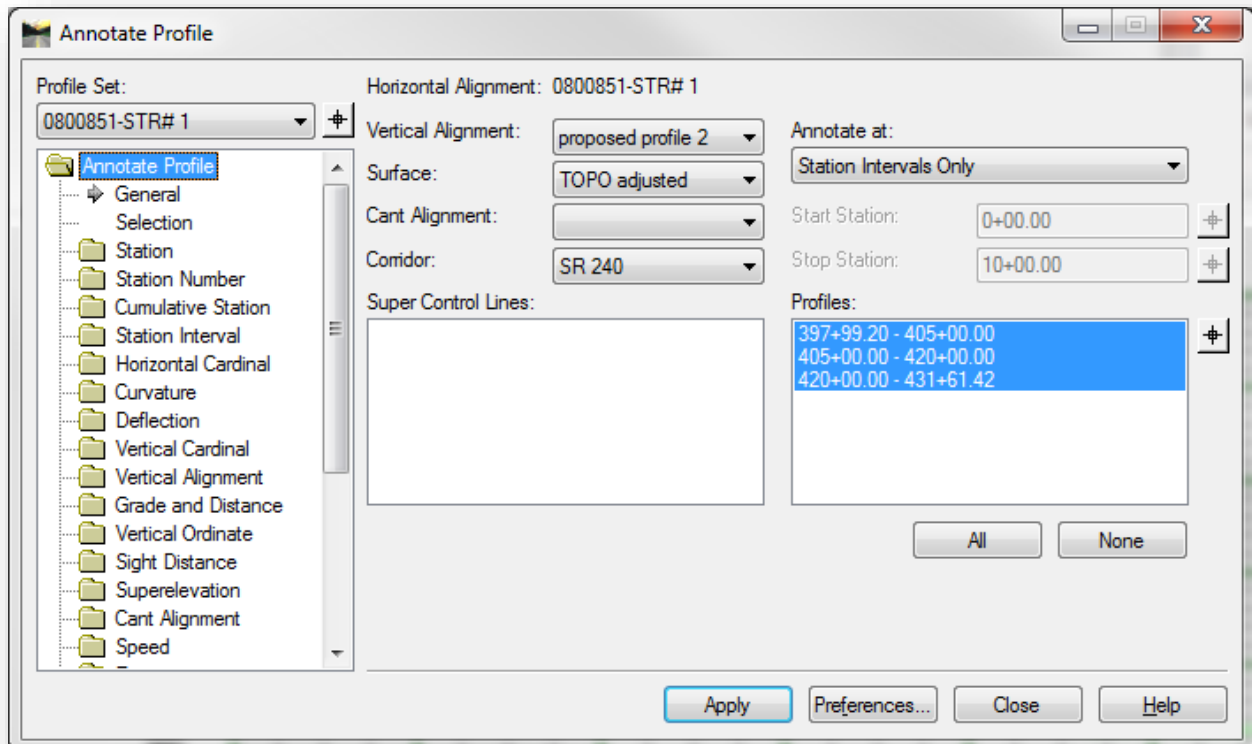 Annotate Profile
Profile Set:
0800851-STR# 1
Annotate Profile
General
Selection
Station
Station Number
Cumulative Station
Station Interval
Horizontal Cardinal
Curvature
Deflection
Vertical Cardinal
Vertical Alignment
Grade and Distance
Vertical Ordinate
Sight Distance
Superelevation
Cant Alignment
Speed
Horizontal Alignment: 0800851-STR# 1
Vertical Alignment: proposed profile 2
Surface: TOPO adjusted
Cant Alignment:
Corridor: SR 240
Super Control Lines:
Annotate at:
Station Intervals Only
Start Station: 0+00.00
Stop Station: 10+00.00
Profiles:
397+99.20 - 405+00.00
405+00.00 - 420+00.00
420+00.00 - 431+61.42
All None
Apply Preferences... Close Help